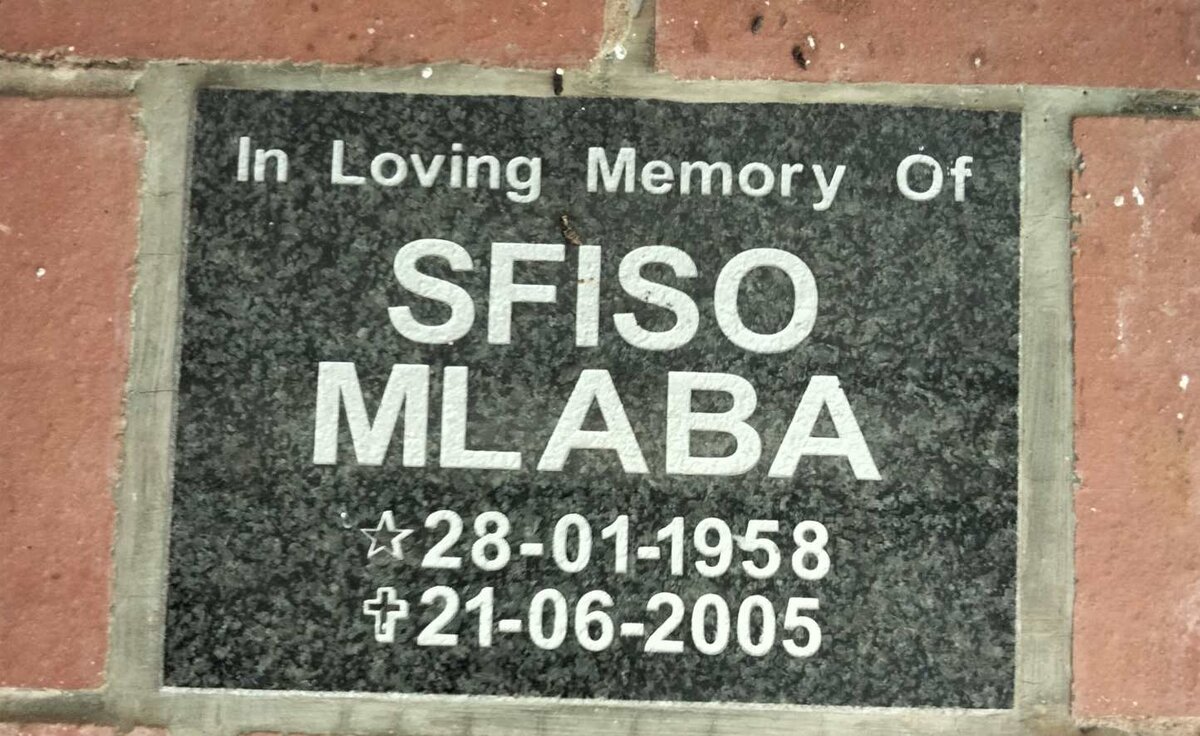 In Loving Memory Of
SFISO
MLABA
☆28-01-1958
✞21-06-2005